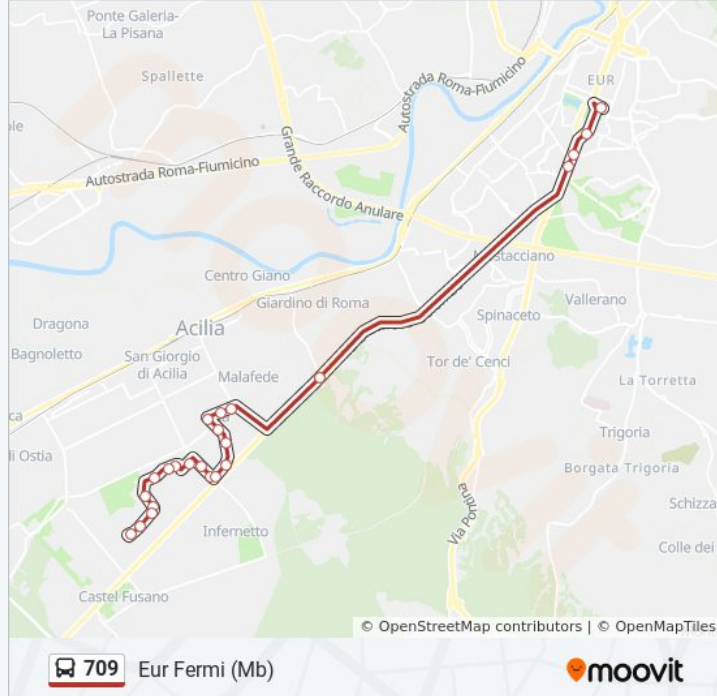 Ponte Galeria-
La Pisana
Spallette
EUR
Autostrada Roma-Fiumicino
Autostrada Roma-Fiumicino
Grande Raccordo Anulare
Mostacciano
Centro Giano
Giardino di Roma
Vallerano
Spinaceto
Dragona
Acilia
Bagnoletto
San Giorgio
di Acilia
Malafede
Tor de' Cenci
La Torretta
di Ostia
Trigoria
Borgata Trigoria
Via Pontina
Schizza
Infernetto
Colle dei
Castel Fusano
© OpenStreetMap contributors | © OpenMapTiles
709 Eur Fermi (Mb)
moovit